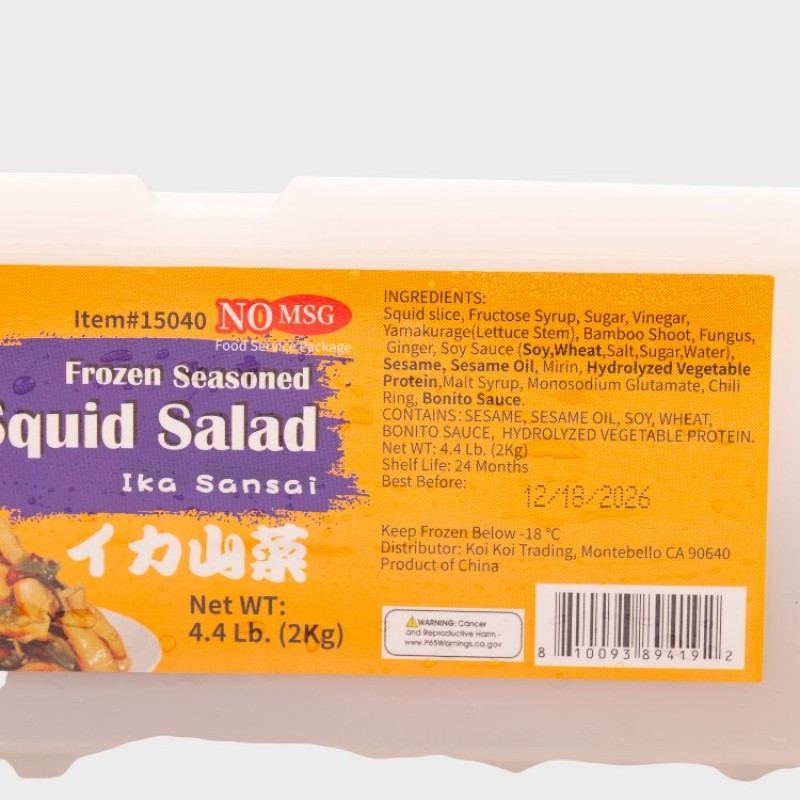 Item#15040 NO MSG
Food Service Package
Frozen Seasoned
Squid Salad
Ika Sansai
イカ山菜
Net WT:
4.4 Lb. (2Kg)
INGREDIENTS:
Squid slice, Fructose Syrup, Sugar, Vinegar,
Yamakurage(Lettuce Stem), Bamboo Shoot, Fungus,
Ginger, Soy Sauce (Soy,Wheat,Salt,Sugar,Water),
Sesame, Sesame Oil, Mirin, Hydrolyzed Vegetable
Protein,Malt Syrup, Monosodium Glutamate, Chili
Ring, Bonito Sauce.
CONTAINS:SESAME, SESAME OIL, SOY, WHEAT,
BONITO SAUCE, HYDROLYZED VEGETABLE PROTEIN.
Net WT: 4.4 Lb. (2Kg)
Shelf Life: 24 Months
Best Before:
12/18/2026
Keep Frozen Below -18 °C
Distributor: Koi Koi Trading, Montebello CA 90640
Product of China
WARNING: Cancer
and Reproductive Harm -
www.P65Warnings.ca.gov
8 10093 89419 2